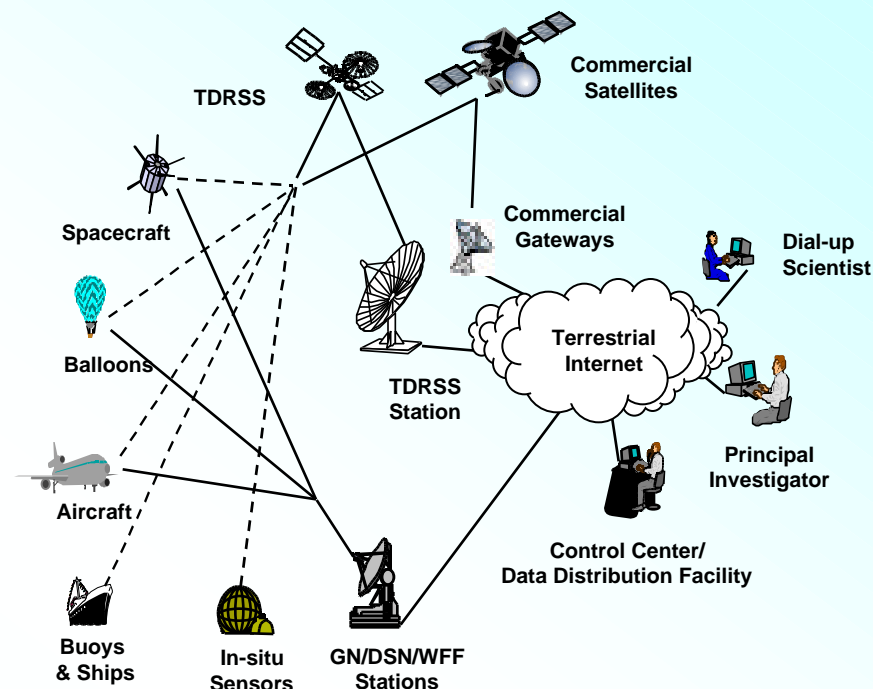 TDRSS
Commercial
Satellites
Spacecraft
Commercial
Gateways
Dial-up
Scientist
Balloons
Terrestrial
Internet
TDRSS
Station
Aircraft
Principal
Investigator
Control Center/
Data Distribution Facility
Buoys
& Ships
In-situ
Sensors
GN/DSN/WFF
Stations